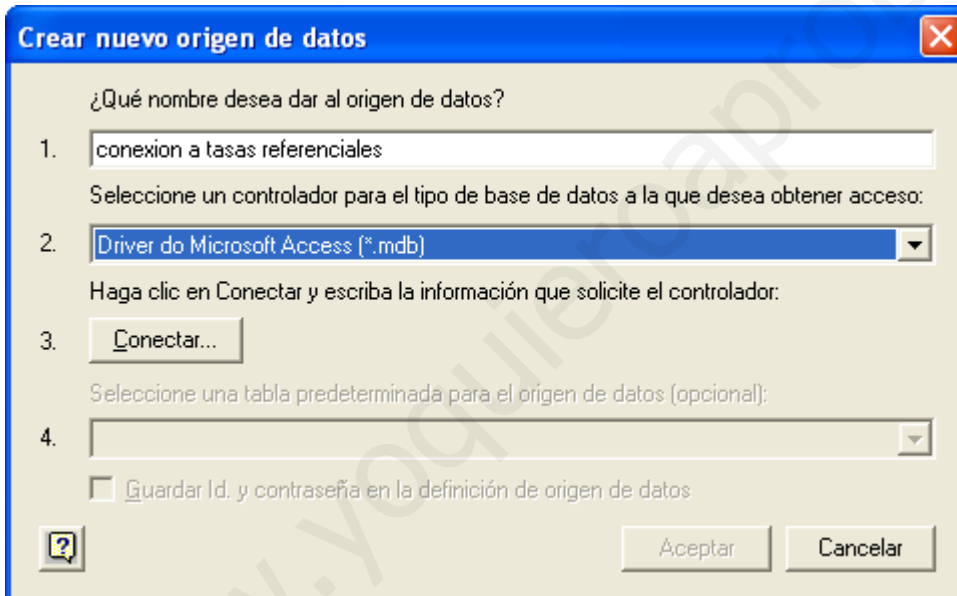 Crear nuevo origen de datos
¿Qué nombre desea dar al origen de datos?
1. conexion a tasas referenciales
Seleccione un controlador para el tipo de base de datos a la que desea obtener acceso:
2. Driver do Microsoft Access (*.mdb)
Haga clic en Conectar y escriba la información que solicite el controlador:
3. Conectar...
Seleccione una tabla predeterminada para el origen de datos (opcional):
4.
Guardar Id. y contraseña en la definición de origen de datos
Aceptar Cancelar